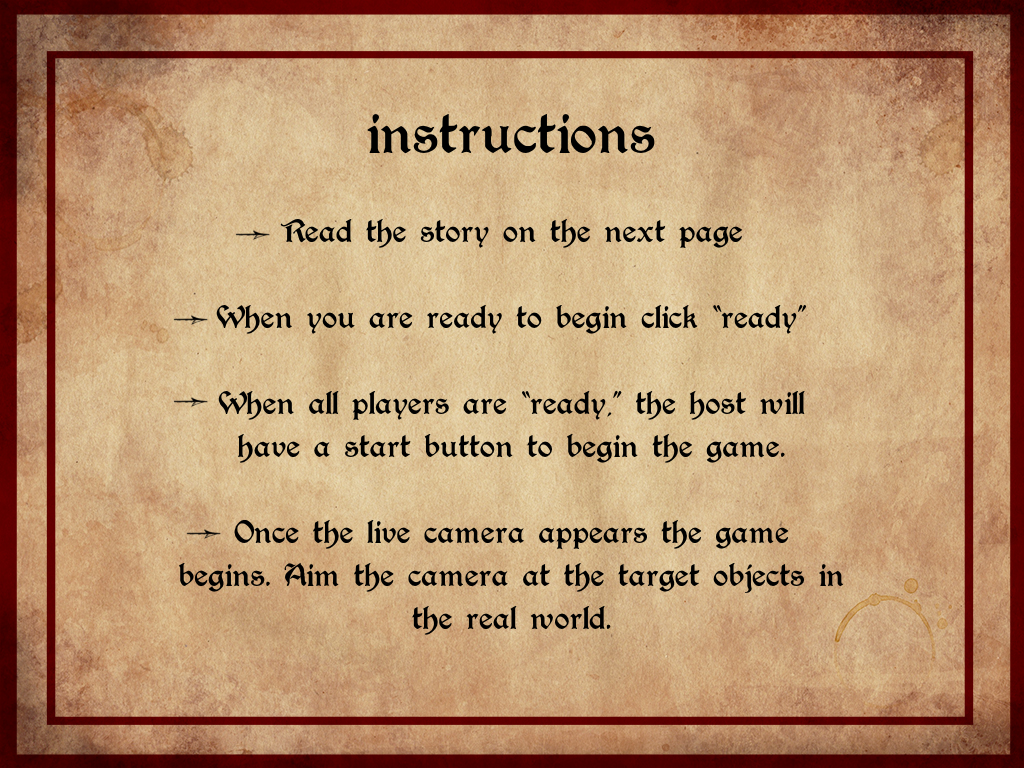 instructions
→ Read the story on the next page
→ When you are ready to begin click “ready”
→ When all players are “ready,” the host will
have a start button to begin the game.
→ Once the live camera appears the game
begins. Aim the camera at the target objects in
the real world.